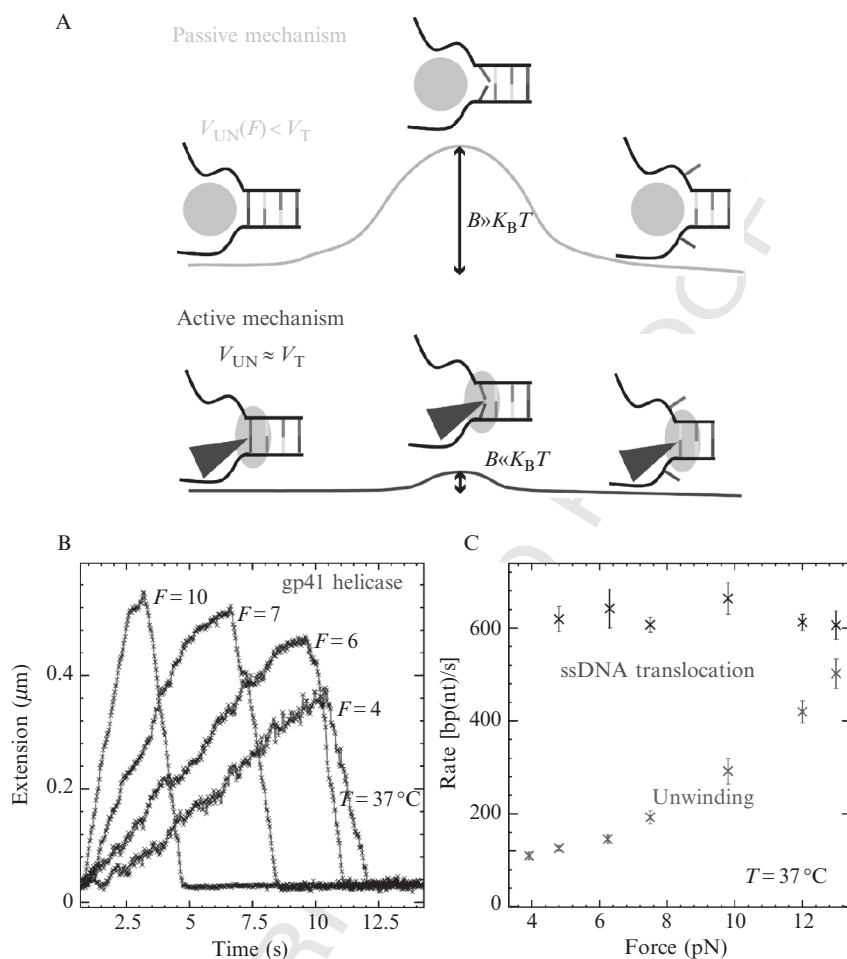 A
Passive mechanism
V_UN(F) < V_T
B»K_BT
Active mechanism
V_UN ≈ V_T
B«K_BT
B
gp41 helicase
F = 10
F = 7
F = 6
F = 4
T = 37 °C
Extension (μm)
0.4
0.2
0
2.5 5 7.5 10 12.5
Time (s)
C
ssDNA translocation
Unwinding
T = 37 °C
Rate [bp(nt)/s]
600
400
200
0
4 6 8 10 12
Force (pN)